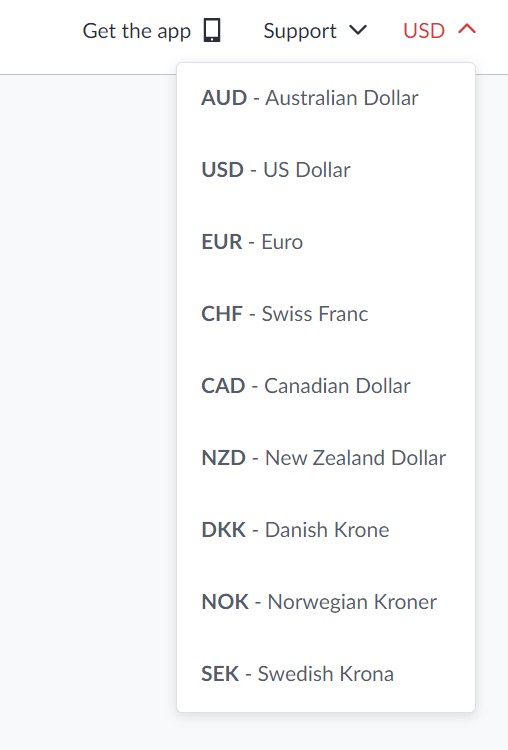 Get the app Support USD
AUD - Australian Dollar
USD - US Dollar
EUR - Euro
CHF - Swiss Franc
CAD - Canadian Dollar
NZD - New Zealand Dollar
DKK - Danish Krone
NOK - Norwegian Kroner
SEK - Swedish Krona